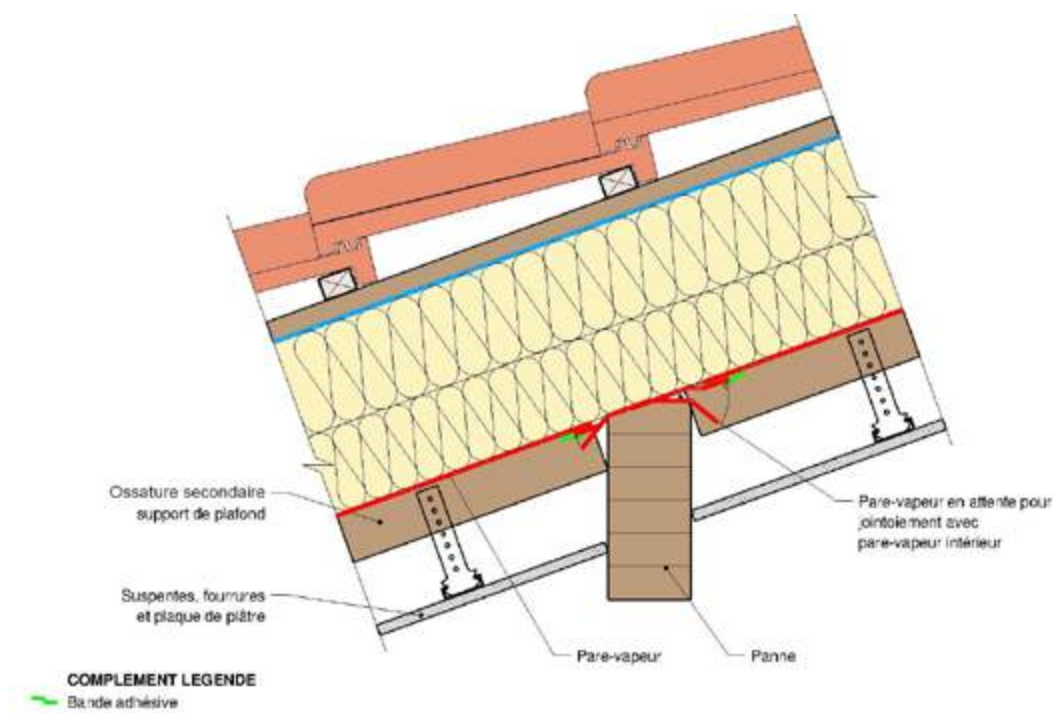 Ossature secondaire
support de plafond
Pare-vapeur en attente pour
jointoiement avec
pare-vapeur intérieur
Suspentes, fourrures
et plaque de plâtre
Pare-vapeur
Panne
COMPLEMENT LEGENDE
Bande adhésive